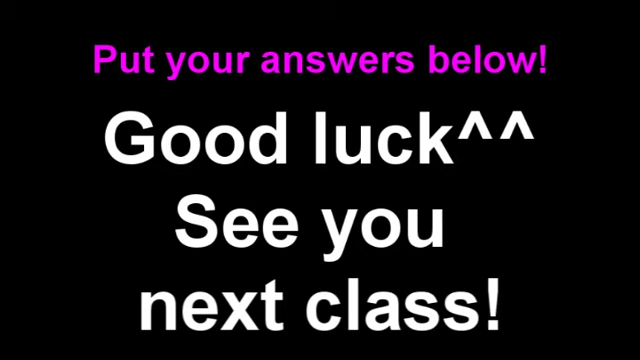 Put your answers below!
Good luck^^
See you
next class!